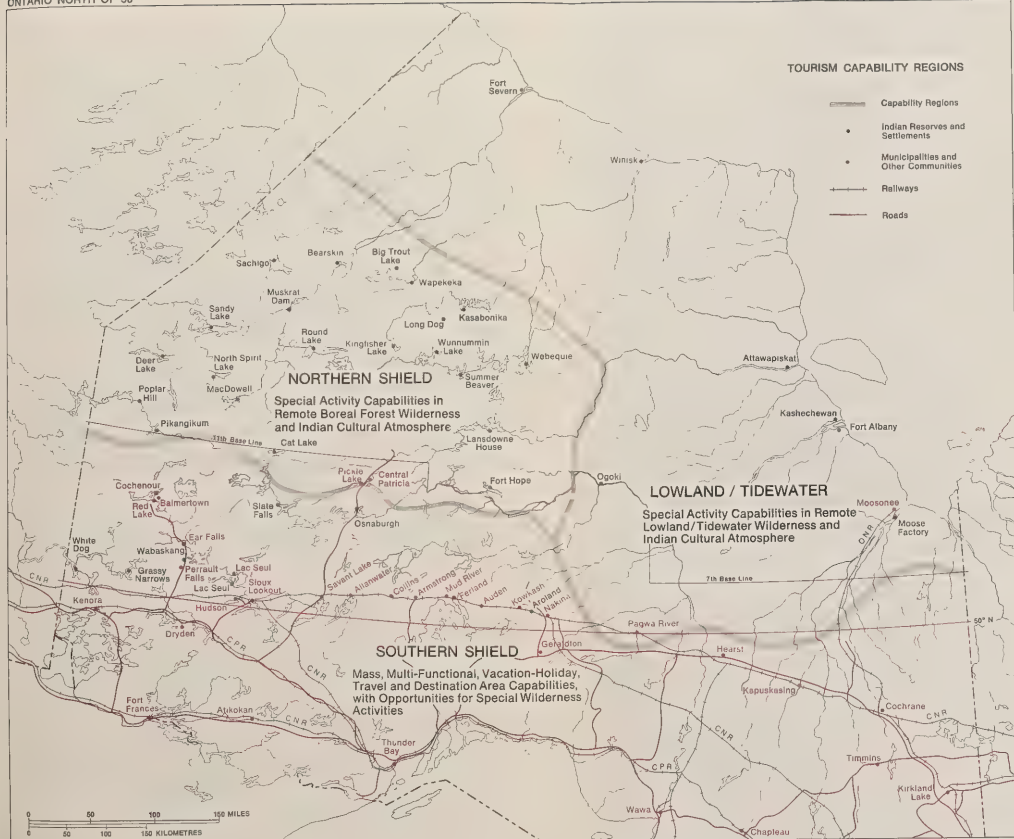 ONTARIO NORTH OF 50°
TOURISM CAPABILITY REGIONS
Capability Regions
Indian Reserves and
Settlements
Municipalities and
Other Communities
Railways
Roads
Fort
Severn
Winisk
Sachigo
Bearskin
Big Trout
Lake
Wapekeka
Muskrat
Dam
Sandy
Lake
Long Dog
Kasabonika
Round
Lake
Kingfisher
Lake
Wunnummin
Lake
Webequie
Summer
Beaver
Deer
Lake
North Spirit
Lake
MacDowell
Poplar
Hill
Pikangikum
NORTHERN SHIELD
Special Activity Capabilities in
Remote Boreal Forest Wilderness
and Indian Cultural Atmosphere
11th Base Line
Cat Lake
Lansdowne
House
Attawapiskat
Kashechewan
Fort Albany
Pickle
Lake
Central
Patricia
Fort Hope
Ogoki
Osnaburgh
Slate
Falls
Cochenour
Red
Lake
Balmertown
LOWLAND / TIDEWATER
Special Activity Capabilities in Remote
Lowland/Tidewater Wilderness and
Indian Cultural Atmosphere
Moosonee
Moose
Factory
CNR
7th Base Line
50° N
White
Dog
Grassy
Narrows
Wabaskang
Ear Falls
Perrault
Falls
Lac Seul
Lac Seul
Sioux
Lookout
Hudson
CNR
Kenora
Dryden
CPR
CNR
Savant Lake
Allanwater
Collins
Armstrong
Mud River
Ferland
Auden
Kowkash
Aroland
Nakina
Geraldton
Pagwa River
Hearst
Kapuskasing
Cochrane
CNR
SOUTHERN SHIELD
Mass, Multi-Functional, Vacation-Holiday,
Travel and Destination Area Capabilities,
with Opportunities for Special Wilderness
Activities
Fort
Frances
Atikokan
CNR
Thunder
Bay
CNR
CPR
Timmins
Kirkland
Lake
Wawa
Chapleau
0 50 100 150 MILES
0 50 100 150 KILOMETRES